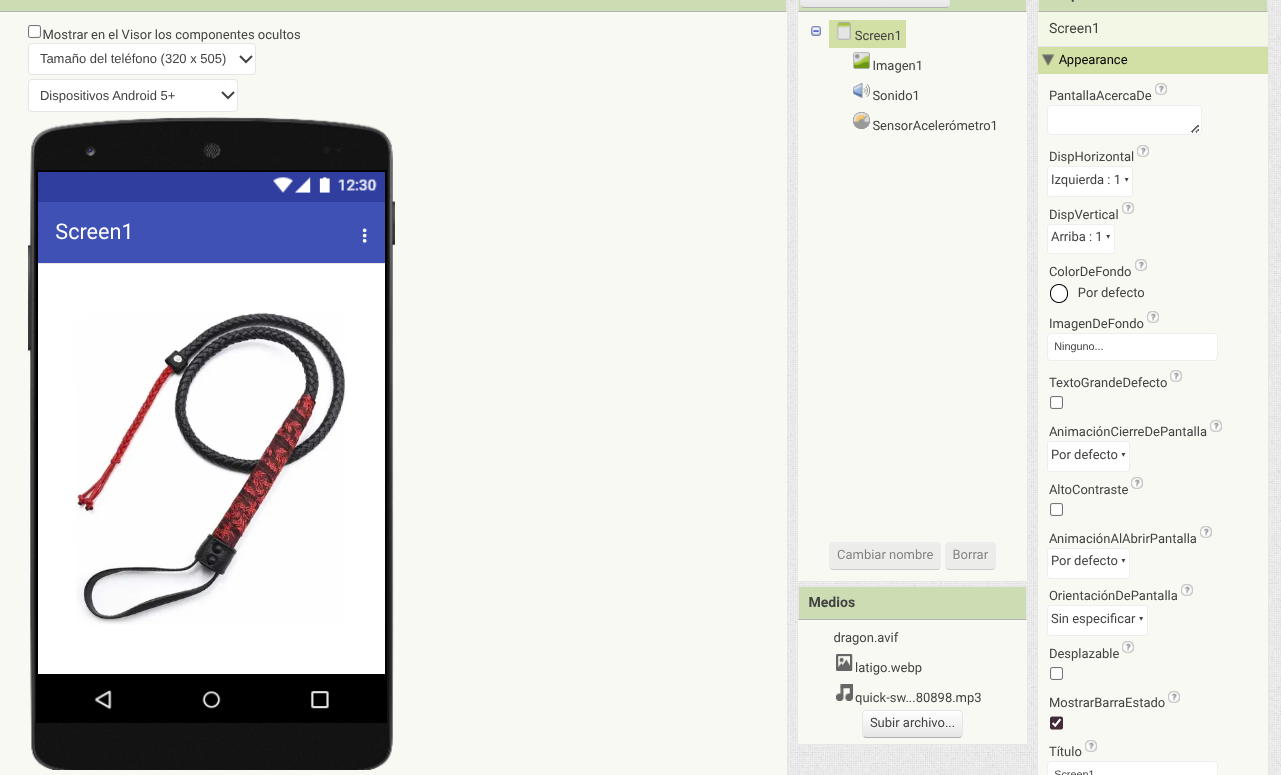 Mostrar en el Visor los componentes ocultos
Tamaño del teléfono (320 x 505)
Dispositivos Android 5+
12:30
Screen1
Screen1
Imagen1
Sonido1
SensorAcelerómetro1
Cambiar nombre
Borrar
Medios
dragon.avif
latigo.webp
quick-sw...80898.mp3
Subir archivo...
Screen1
Appearance
PantallaAcercaDe
DispHorizontal
Izquierda : 1
DispVertical
Arriba : 1
ColorDeFondo
Por defecto
ImagenDeFondo
Ninguno...
TextoGrandeDefecto
AnimaciónCierreDePantalla
Por defecto
AltoContraste
AnimaciónAlAbrirPantalla
Por defecto
OrientaciónDePantalla
Sin especificar
Desplazable
MostrarBarraEstado
Título
Screen1